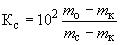 Кс = 10² (mо − mк) / (mс − mк)